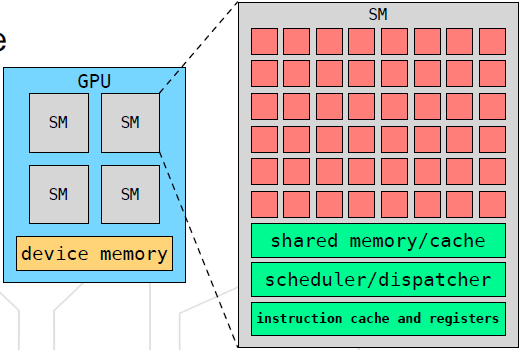 e
GPU
SM
SM
SM
SM
device memory
SM
shared memory/cache
scheduler/dispatcher
instruction cache and registers